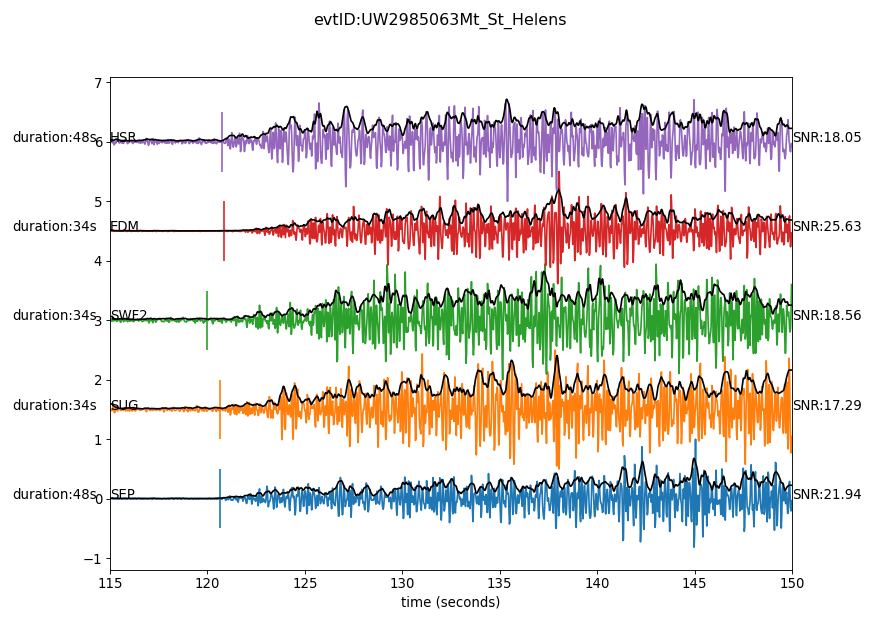 evtID:UW2985063Mt_St_Helens
7
duration:48s HSR SNR:18.05
6
5
duration:34s EDM SNR:25.63
4
duration:34s SWF2 SNR:18.56
3
2
duration:34s SUG SNR:17.29
1
duration:48s SEP SNR:21.94
0
−1
115 120 125 130 135 140 145 150
time (seconds)